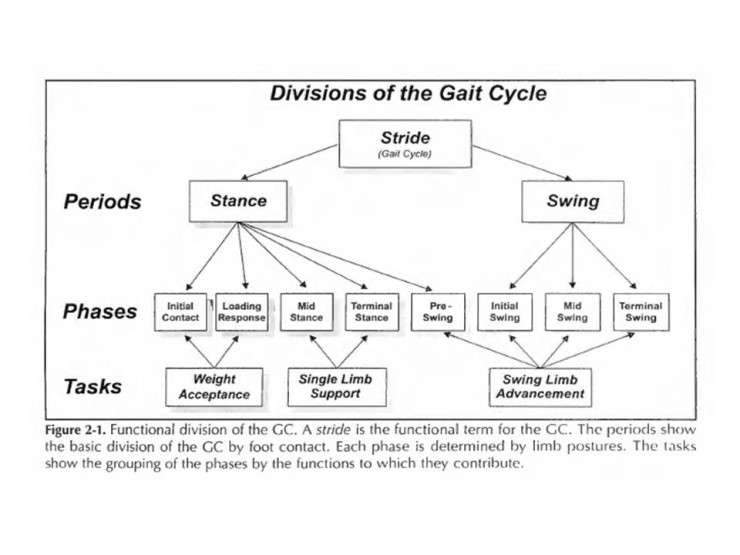 Divisions of the Gait Cycle
Stride
(Gait Cycle)
Periods
Stance
Swing
Phases
Initial
Contact
Loading
Response
Mid
Stance
Terminal
Stance
Pre -
Swing
Initial
Swing
Mid
Swing
Terminal
Swing
Tasks
Weight
Acceptance
Single Limb
Support
Swing Limb
Advancement
Figure 2-1. Functional division of the GC. A stride is the functional term for the GC. The periods show
the basic division of the GC by foot contact. Each phase is determined by limb postures. The tasks
show the grouping of the phases by the functions to which they contribute.